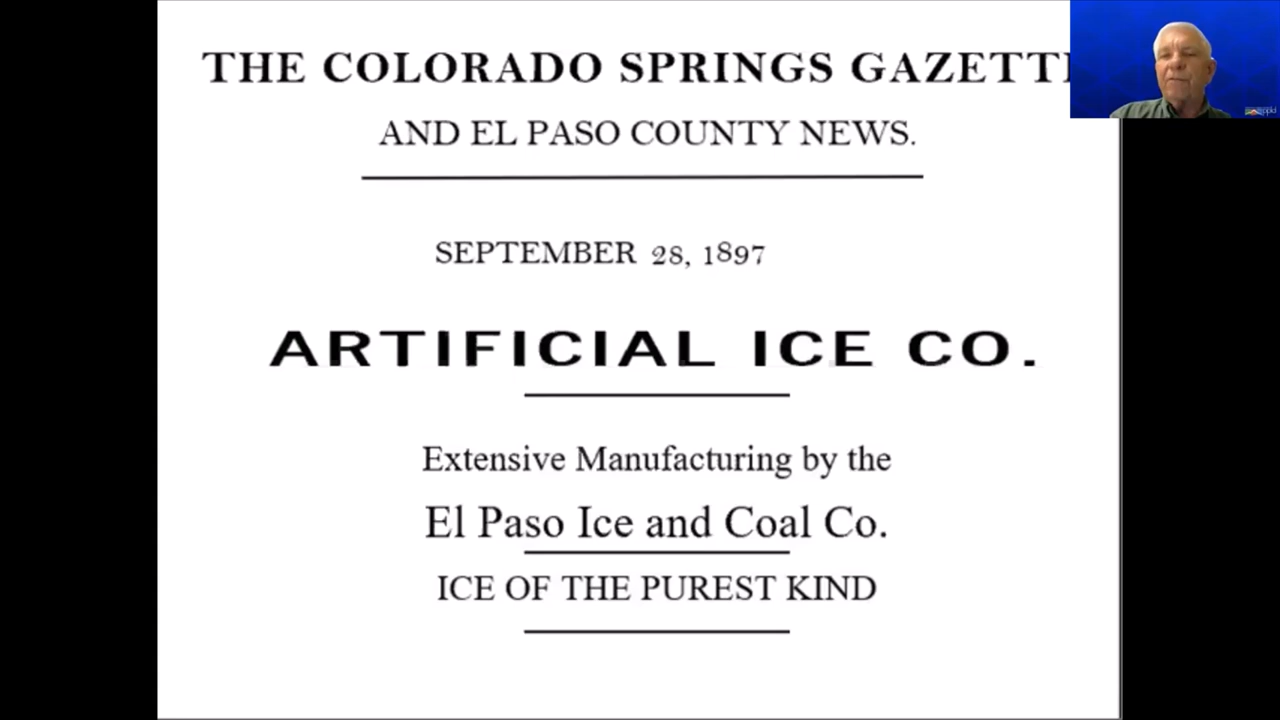 THE COLORADO SPRINGS GAZETT
AND EL PASO COUNTY NEWS.
SEPTEMBER 28, 1897
ARTIFICIAL ICE CO.
Extensive Manufacturing by the
El Paso Ice and Coal Co.
ICE OF THE PUREST KIND